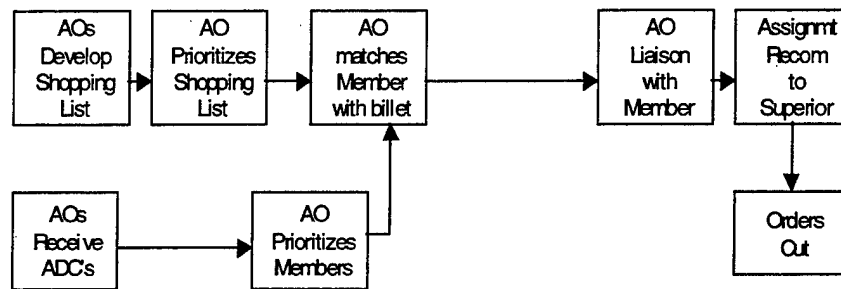 AOs
Develop
Shopping
List
AO
Prioritizes
Shopping
List
AO
matches
Member
with billet
AO
Liaison
with
Member
Assignmt
Recom
to
Superior
AOs
Receive
ADC's
AO
Prioritizes
Members
Orders
Out